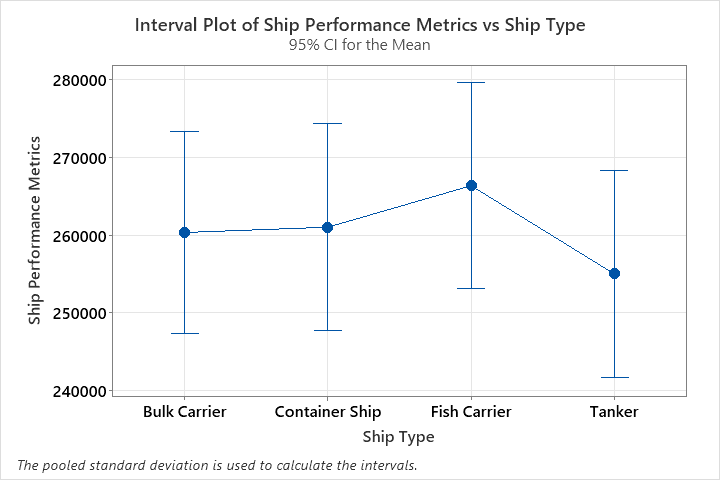 Interval Plot of Ship Performance Metrics vs Ship Type
95% CI for the Mean
Ship Performance Metrics
280000
270000
260000
250000
240000
Bulk Carrier
Container Ship
Fish Carrier
Tanker
Ship Type
The pooled standard deviation is used to calculate the intervals.